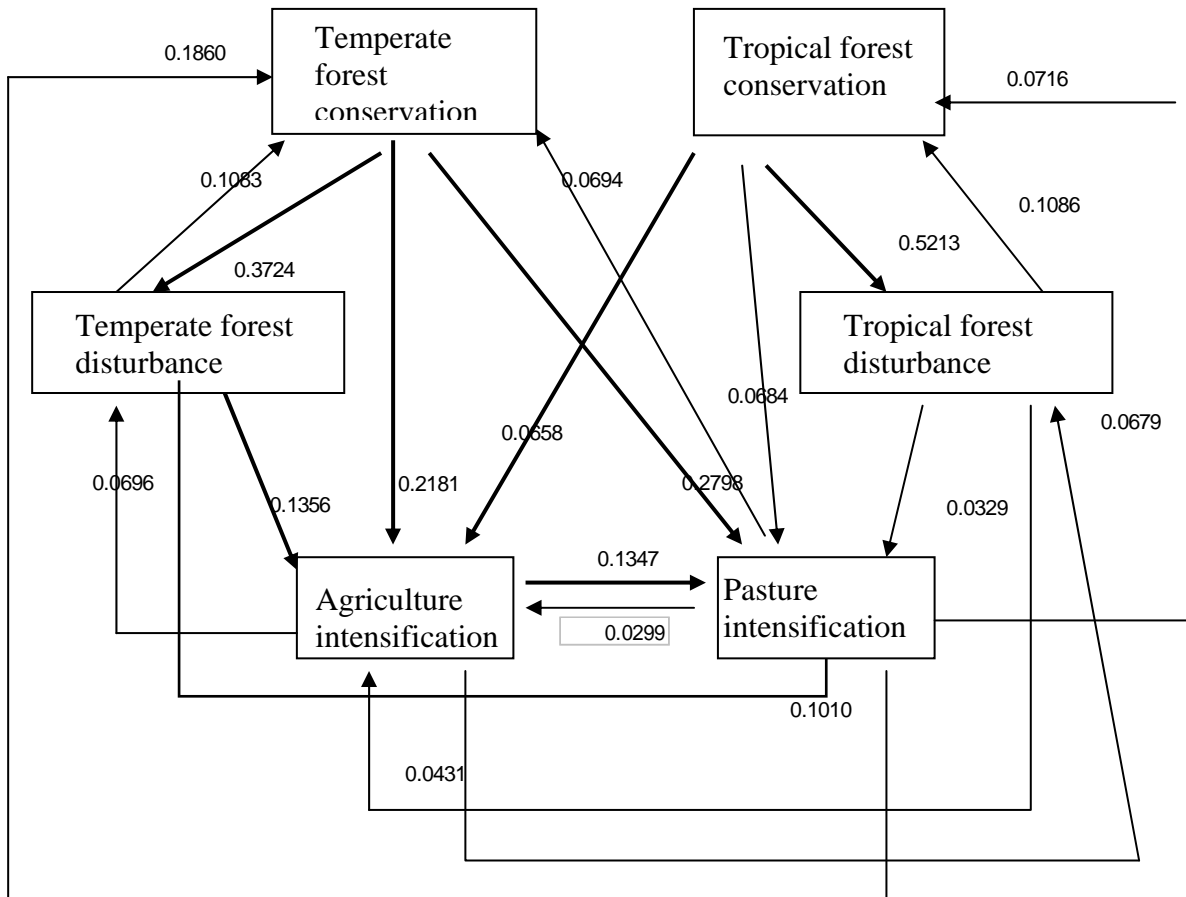 Temperate
forest
conservation
Tropical forest
conservation
0.1860
0.0716
0.1083
0.0694
0.1086
0.3724
0.5213
Temperate forest
disturbance
Tropical forest
disturbance
0.0684
0.0658
0.0679
0.0696
0.1356
0.2181
0.2798
0.0329
0.1347
Agriculture
intensification
Pasture
intensification
0.0299
0.1010
0.0431